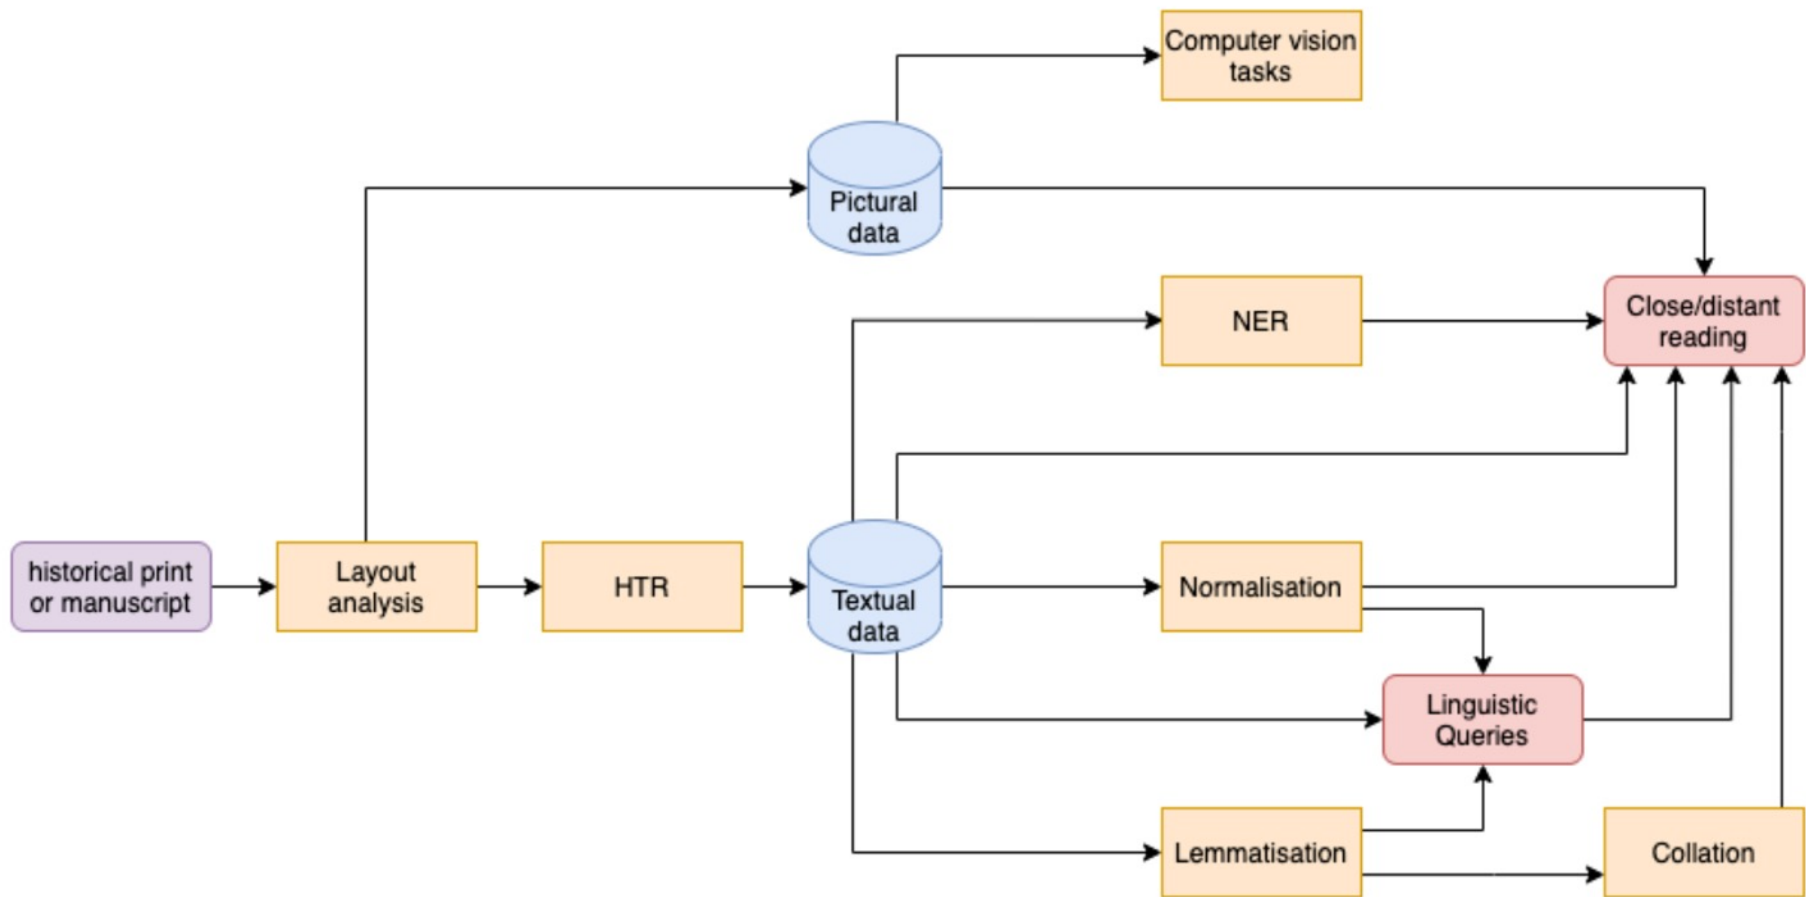 Computer vision
tasks
Pictural
data
NER
Close/distant
reading
historical print
or manuscript
Layout
analysis
HTR
Textual
data
Normalisation
Linguistic
Queries
Lemmatisation
Collation